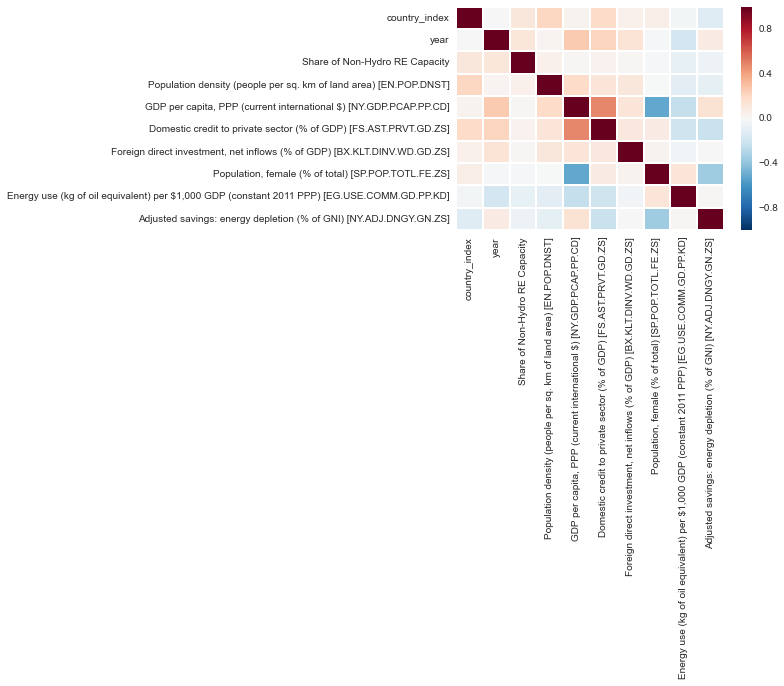 country_index
year
Share of Non-Hydro RE Capacity
Population density (people per sq. km of land area) [EN.POP.DNST]
GDP per capita, PPP (current international $) [NY.GDP.PCAP.PP.CD]
Domestic credit to private sector (% of GDP) [FS.AST.PRVT.GD.ZS]
Foreign direct investment, net inflows (% of GDP) [BX.KLT.DINV.WD.GD.ZS]
Population, female (% of total) [SP.POP.TOTL.FE.ZS]
Energy use (kg of oil equivalent) per $1,000 GDP (constant 2011 PPP) [EG.USE.COMM.GD.PP.KD]
Adjusted savings: energy depletion (% of GNI) [NY.ADJ.DNGY.GN.ZS]
0.8
0.4
0.0
−0.4
−0.8
country_index
year
Share of Non-Hydro RE Capacity
Population density (people per sq. km of land area) [EN.POP.DNST]
GDP per capita, PPP (current international $) [NY.GDP.PCAP.PP.CD]
Domestic credit to private sector (% of GDP) [FS.AST.PRVT.GD.ZS]
Foreign direct investment, net inflows (% of GDP) [BX.KLT.DINV.WD.GD.ZS]
Population, female (% of total) [SP.POP.TOTL.FE.ZS]
Energy use (kg of oil equivalent) per $1,000 GDP (constant 2011 PPP) [EG.USE.COMM.GD.PP.KD]
Adjusted savings: energy depletion (% of GNI) [NY.ADJ.DNGY.GN.ZS]